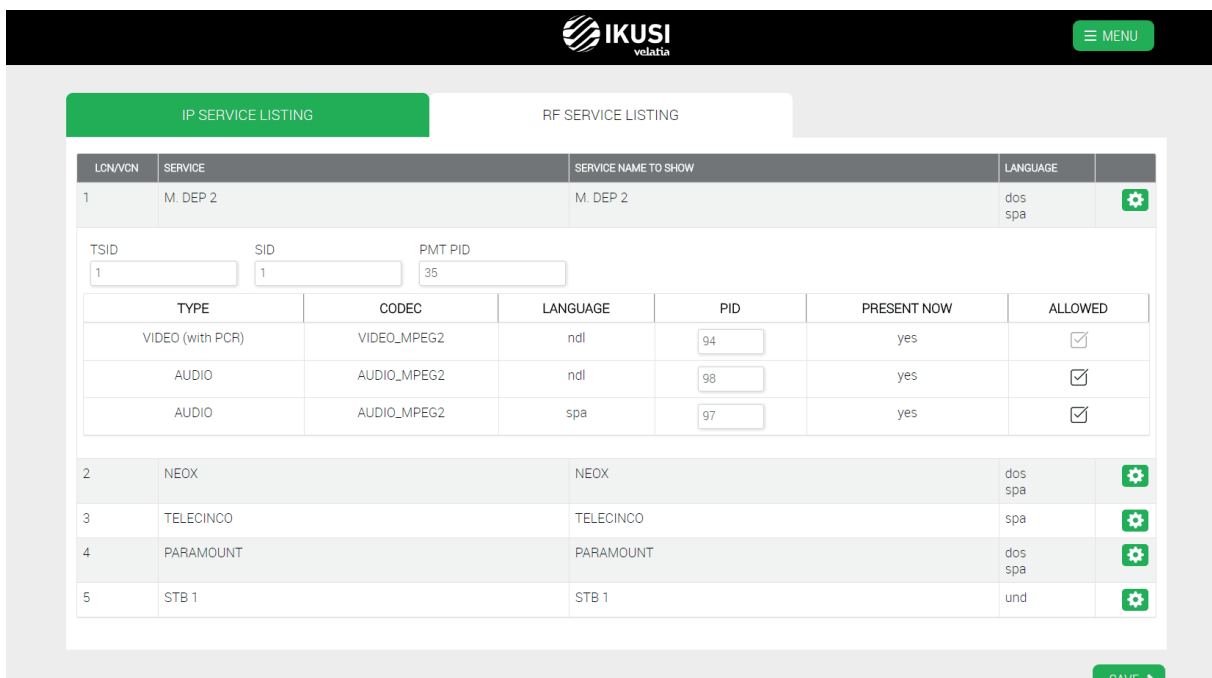 IKUSI
velatia
MENU
IP SERVICE LISTING
RF SERVICE LISTING
LCN/VCN SERVICE SERVICE NAME TO SHOW LANGUAGE
1 M. DEP 2 M. DEP 2 dos
spa
TSID SID PMT PID
1 1 35
TYPE CODEC LANGUAGE PID PRESENT NOW ALLOWED
VIDEO (with PCR) VIDEO_MPEG2 ndl 94 yes
AUDIO AUDIO_MPEG2 ndl 98 yes
AUDIO AUDIO_MPEG2 spa 97 yes
2 NEOX NEOX dos
spa
3 TELECINCO TELECINCO spa
4 PARAMOUNT PARAMOUNT dos
spa
5 STB 1 STB 1 und
SAVE